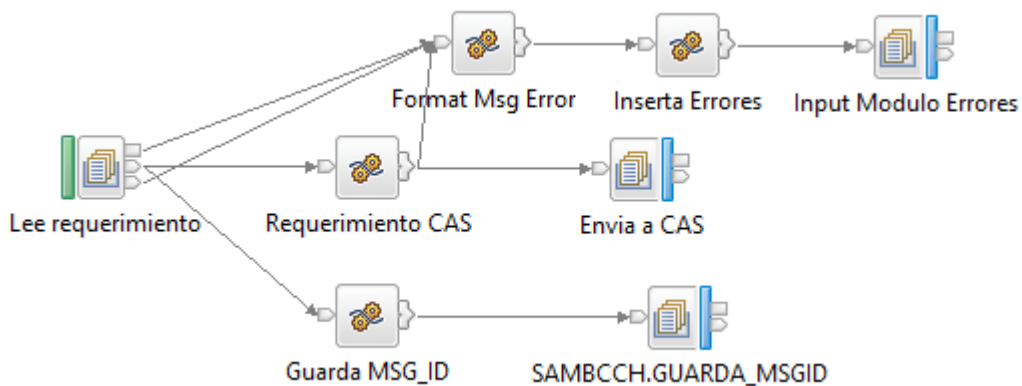 Format Msg Error
Inserta Errores
Input Modulo Errores
Lee requerimiento
Requerimiento CAS
Envia a CAS
Guarda MSG_ID
SAMBCCH.GUARDA_MSGID